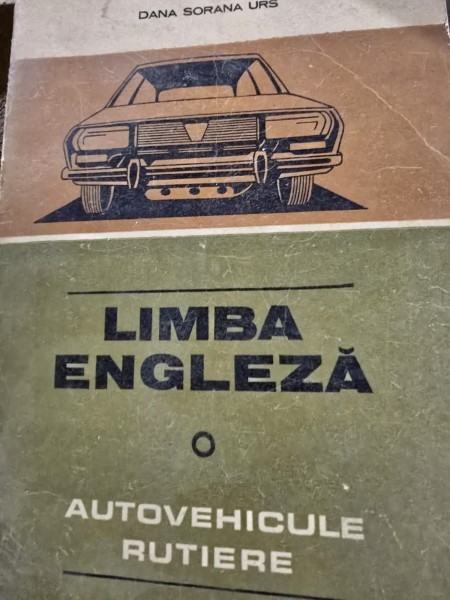 DANA SORANA URS
LIMBA
ENGLEZĂ
AUTOVEHICULE
RUTIERE